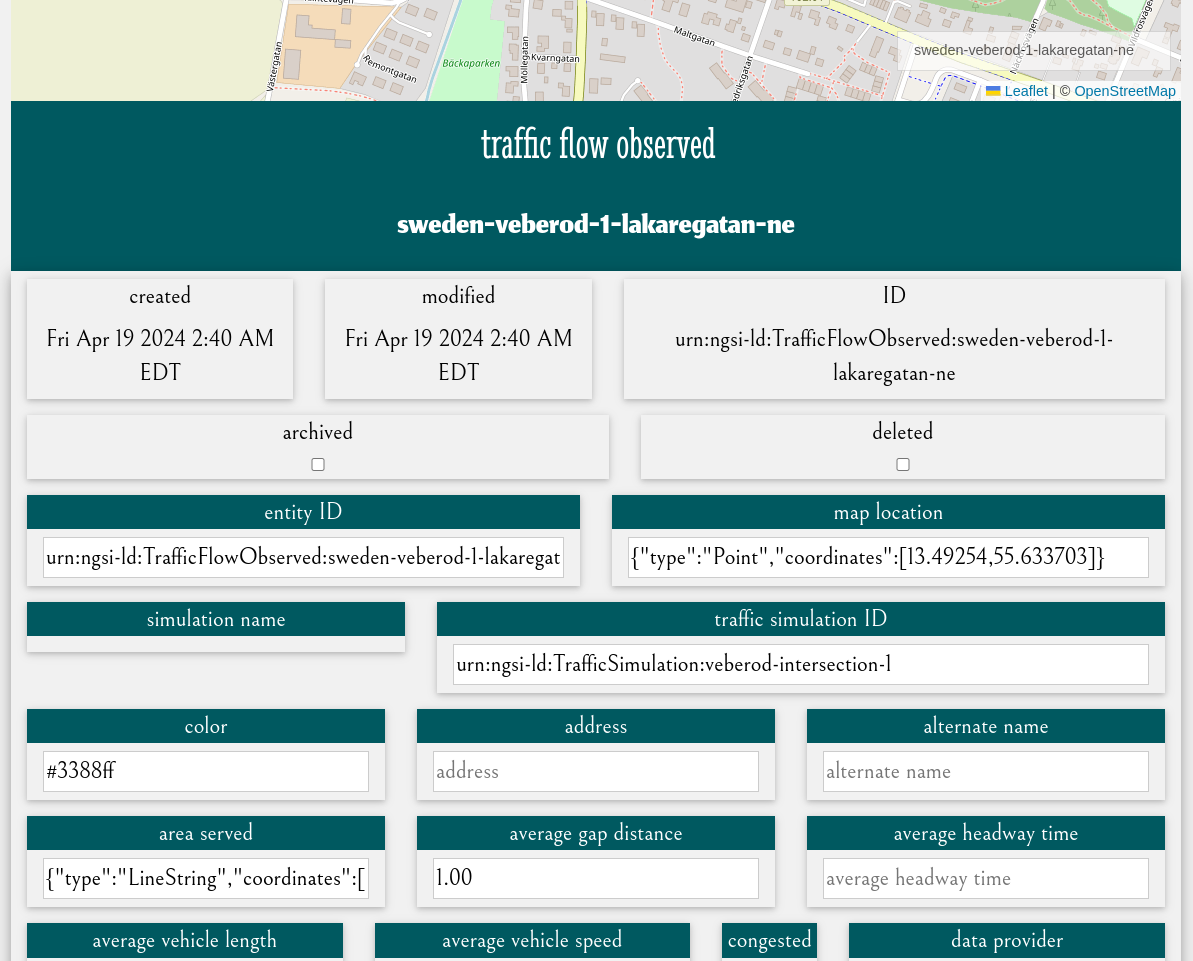 Maltgatan
sweden-veberod-1-lakaregatan-ne
Remontgatan
Bäckaparken
Kvarngatan
Möllegatan
Västergatan
Leaflet | © OpenStreetMap
traffic flow observed
sweden-veberod-1-lakaregatan-ne
created
Fri Apr 19 2024 2:40 AM
EDT
modified
Fri Apr 19 2024 2:40 AM
EDT
ID
urn:ngsi-ld:TrafficFlowObserved:sweden-veberod-1-
lakaregatan-ne
archived
deleted
entity ID
urn:ngsi-ld:TrafficFlowObserved:sweden-veberod-1-lakaregat
map location
{"type":"Point","coordinates":[13.49254,55.633703]}
simulation name
traffic simulation ID
urn:ngsi-ld:TrafficSimulation:veberod-intersection-1
color
#3388ff
address
address
alternate name
alternate name
area served
{"type":"LineString","coordinates":[
average gap distance
1.00
average headway time
average headway time
average vehicle length
average vehicle speed
congested
data provider